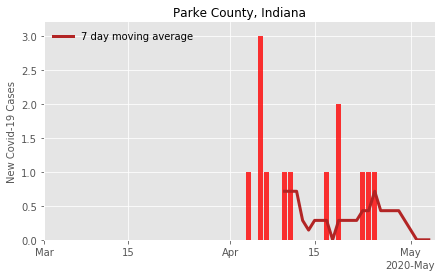 Parke County, Indiana
7 day moving average
New Covid-19 Cases
3.0
2.5
2.0
1.5
1.0
0.5
0.0
Mar 15 Apr 15 May
2020-May